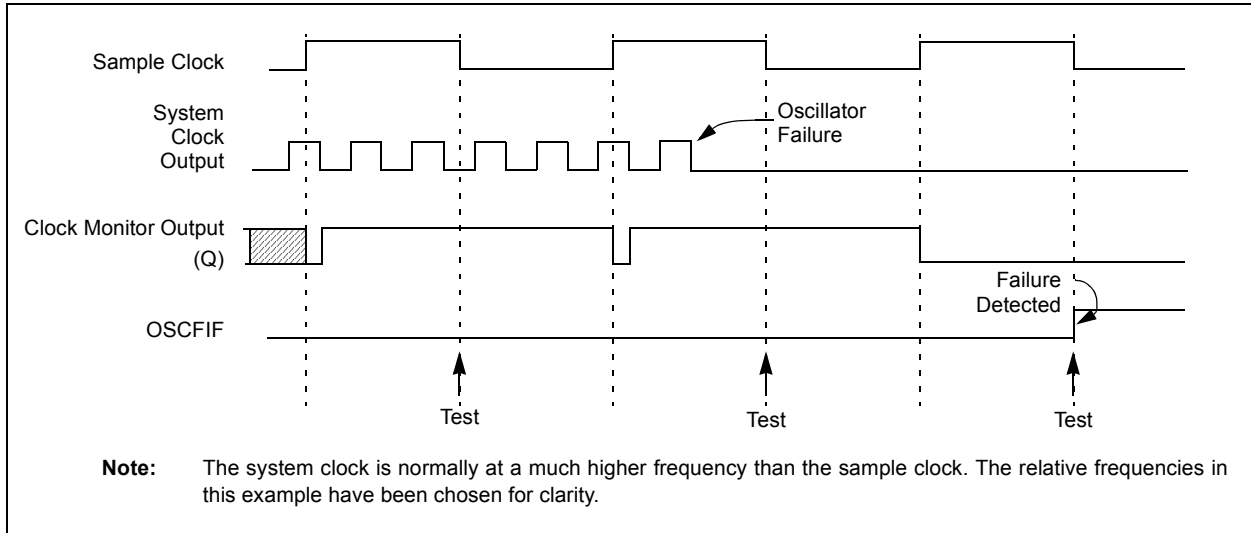 Sample Clock
System
Clock
Output
Oscillator
Failure
Clock Monitor Output
(Q)
Failure
Detected
OSCFIF
Test
Test
Test
Note: The system clock is normally at a much higher frequency than the sample clock. The relative frequencies in
this example have been chosen for clarity.